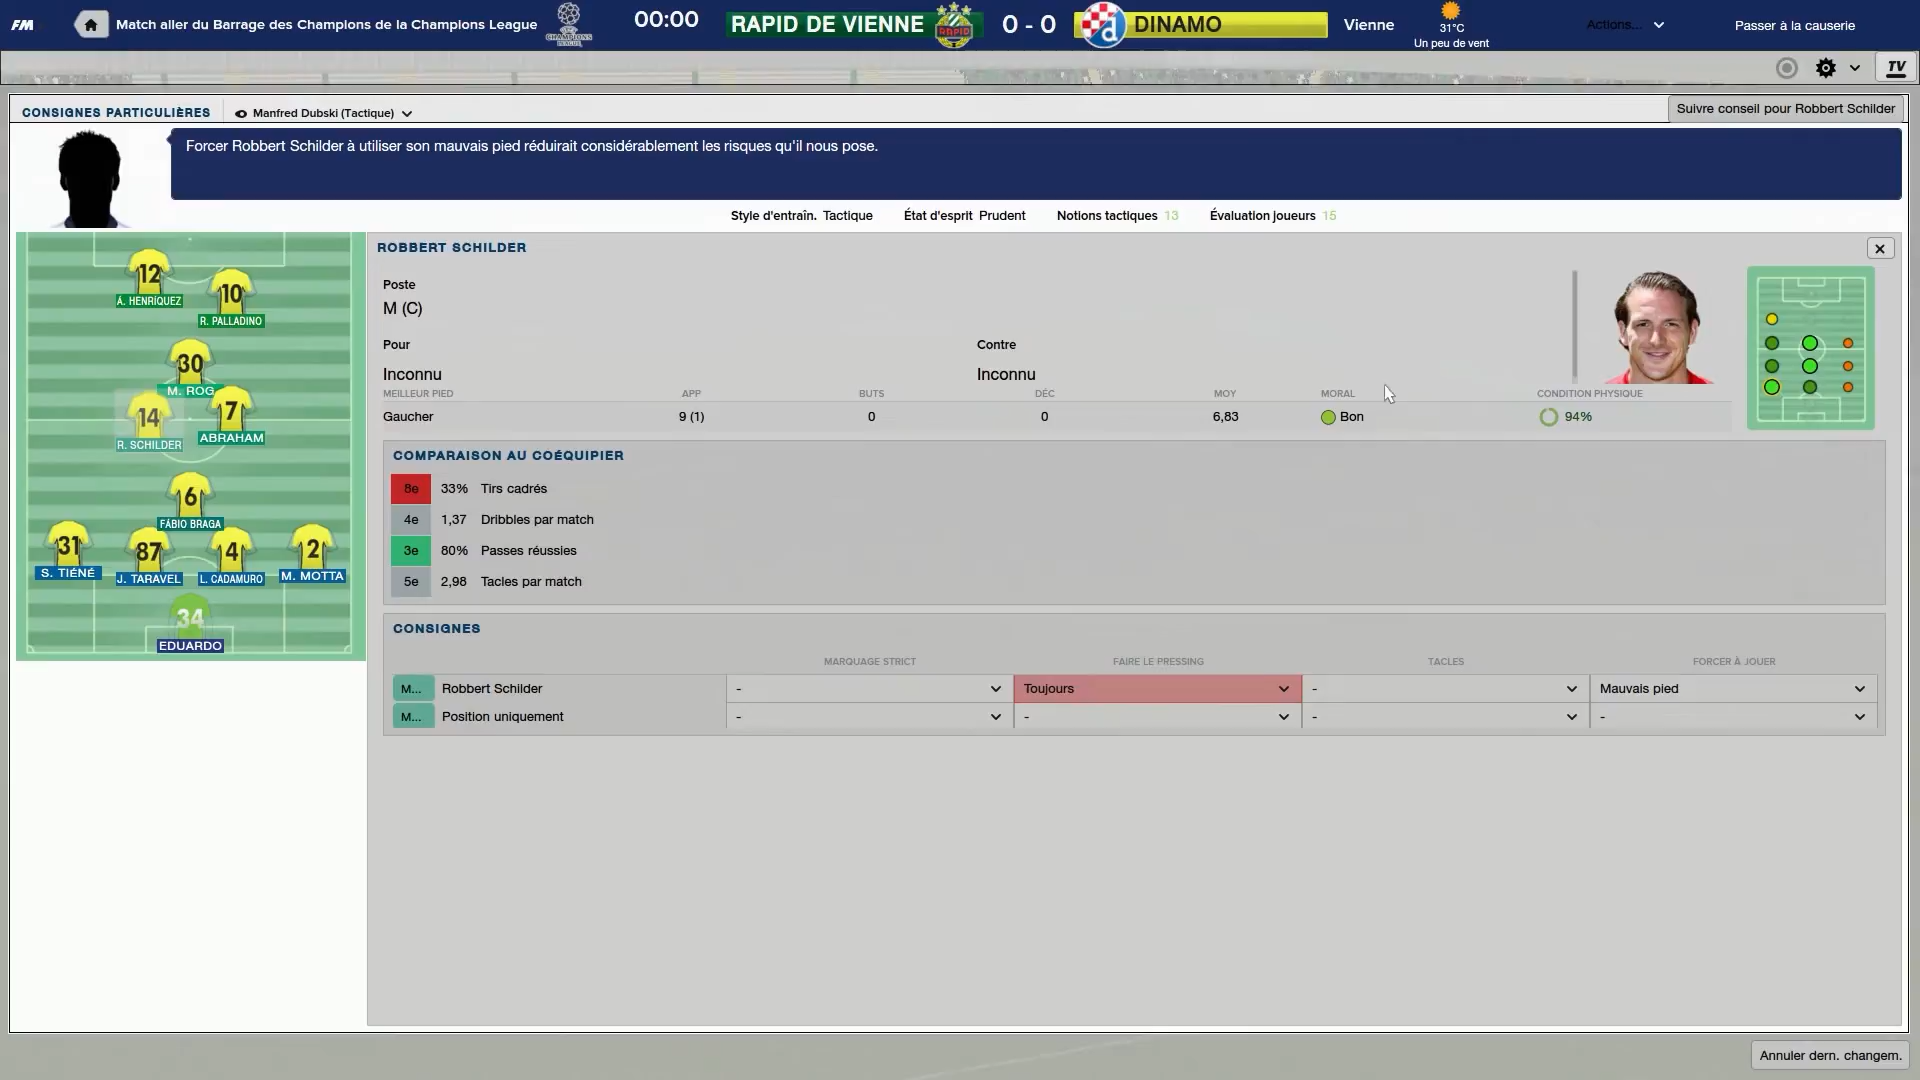 FM
Match aller du Barrage des Champions de la Champions League
CHAMPIONS LEAGUE
00:00
RAPID DE VIENNE
RAPID
0 - 0
DINAMO
Vienne
31°C
Un peu de vent
Actions...
Passer à la causerie
TV
CONSIGNES PARTICULIÈRES
Manfred Dubski (Tactique)
Suivre conseil pour Robbert Schilder
Forcer Robbert Schilder à utiliser son mauvais pied réduirait considérablement les risques qu'il nous pose.
Style d'entraîn. Tactique
État d'esprit Prudent
Notions tactiques 13
Évaluation joueurs 15
12
Á. HENRÍQUEZ
10
R. PALLADINO
30
M. ROG
14
R. SCHILDER
7
ABRAHAM
6
FÁBIO BRAGA
31
S. TIÉNÉ
87
J. TARAVEL
4
L. CADAMURO
2
M. MOTTA
34
EDUARDO
ROBBERT SCHILDER
Poste
M (C)
Pour
Contre
Inconnu
Inconnu
MEILLEUR PIED APP BUTS DÉC MOY MORAL CONDITION PHYSIQUE
Gaucher 9 (1) 0 0 6,83 Bon 94%
COMPARAISON AU COÉQUIPIER
8e 33% Tirs cadrés
4e 1,37 Dribbles par match
3e 80% Passes réussies
5e 2,98 Tacles par match
CONSIGNES
MARQUAGE STRICT FAIRE LE PRESSING TACLES FORCER À JOUER
M... Robbert Schilder - Toujours - Mauvais pied
M... Position uniquement - - - -
Annuler dern. changem.